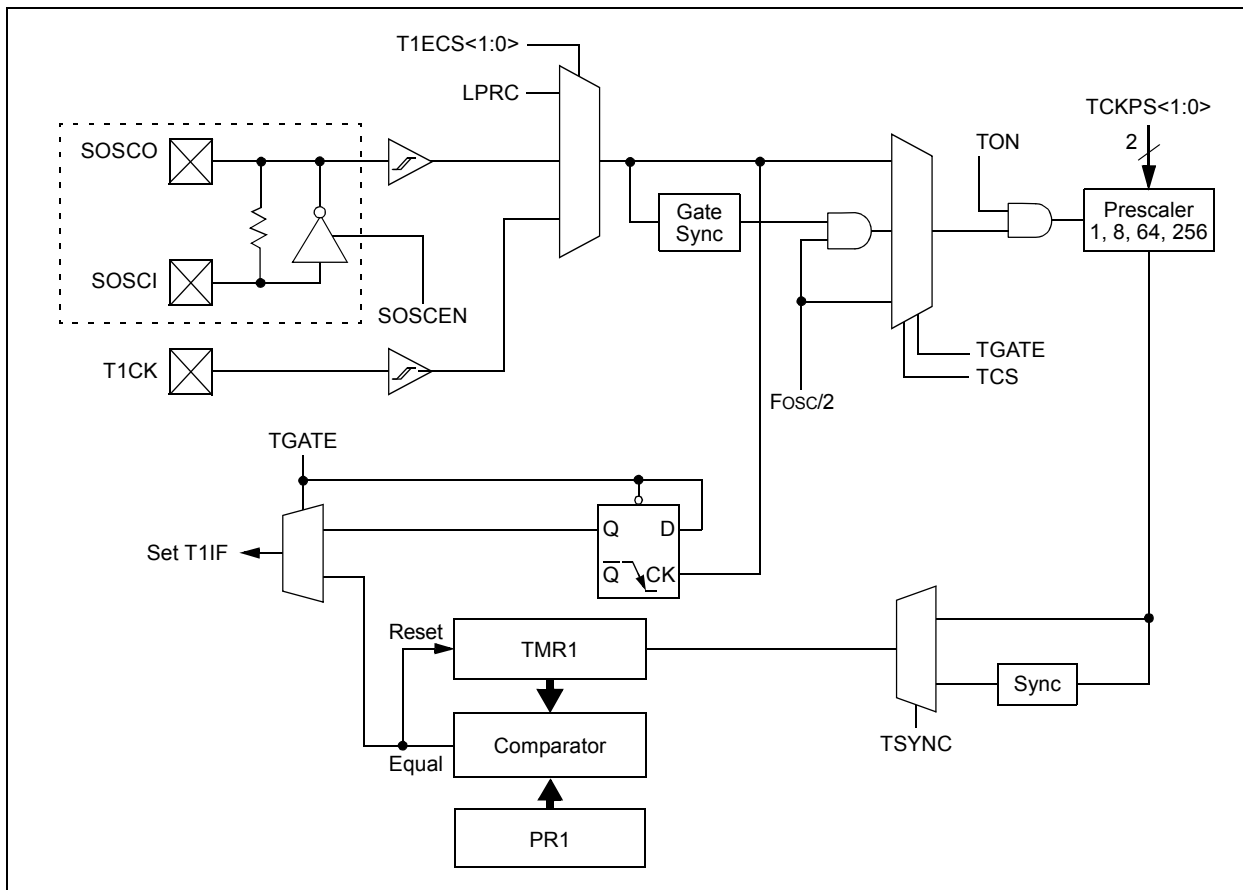 T1ECS<1:0>
LPRC
TCKPS<1:0>
SOSCO
TON
2
Gate
Sync
Prescaler
1, 8, 64, 256
SOSCI
SOSCEN
T1CK
TGATE
TCS
FOSC/2
TGATE
Q D
Set T1IF
Q CK
Reset
TMR1
Sync
Comparator
Equal
TSYNC
PR1